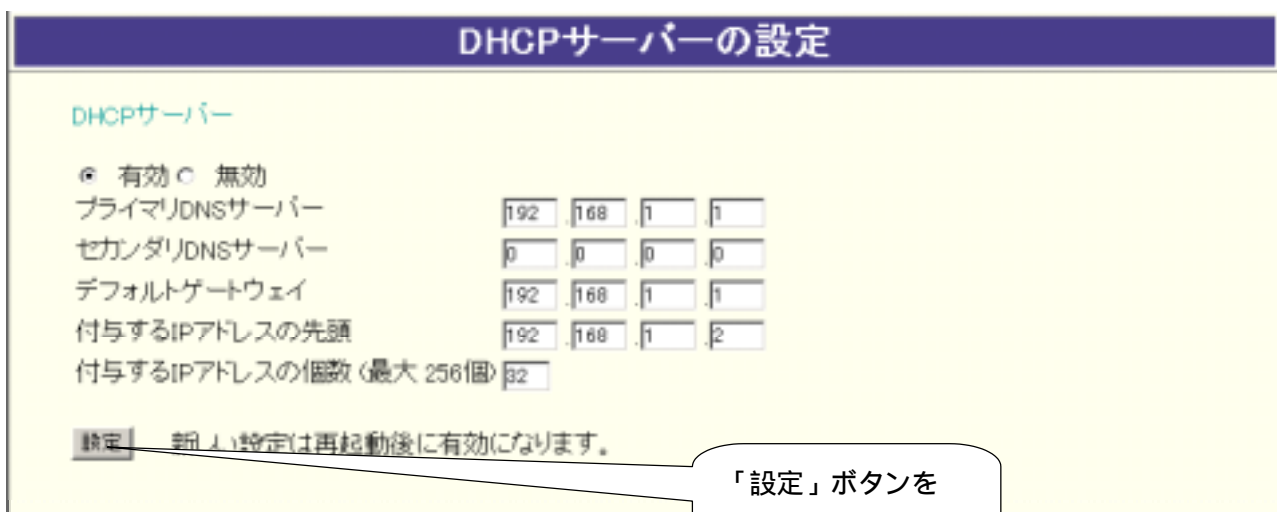 DHCPサーバーの設定
DHCPサーバー
有効 無効
プライマリDNSサーバー 192 .168 .1 .1
セカンダリDNSサーバー 0 .0 .0 .0
デフォルトゲートウェイ 192 .168 .1 .1
付与するIPアドレスの先頭 192 .168 .1 .2
付与するIPアドレスの個数(最大 256個) 32
設定 新しい設定は再起動後に有効になります。
「設定」ボタンを